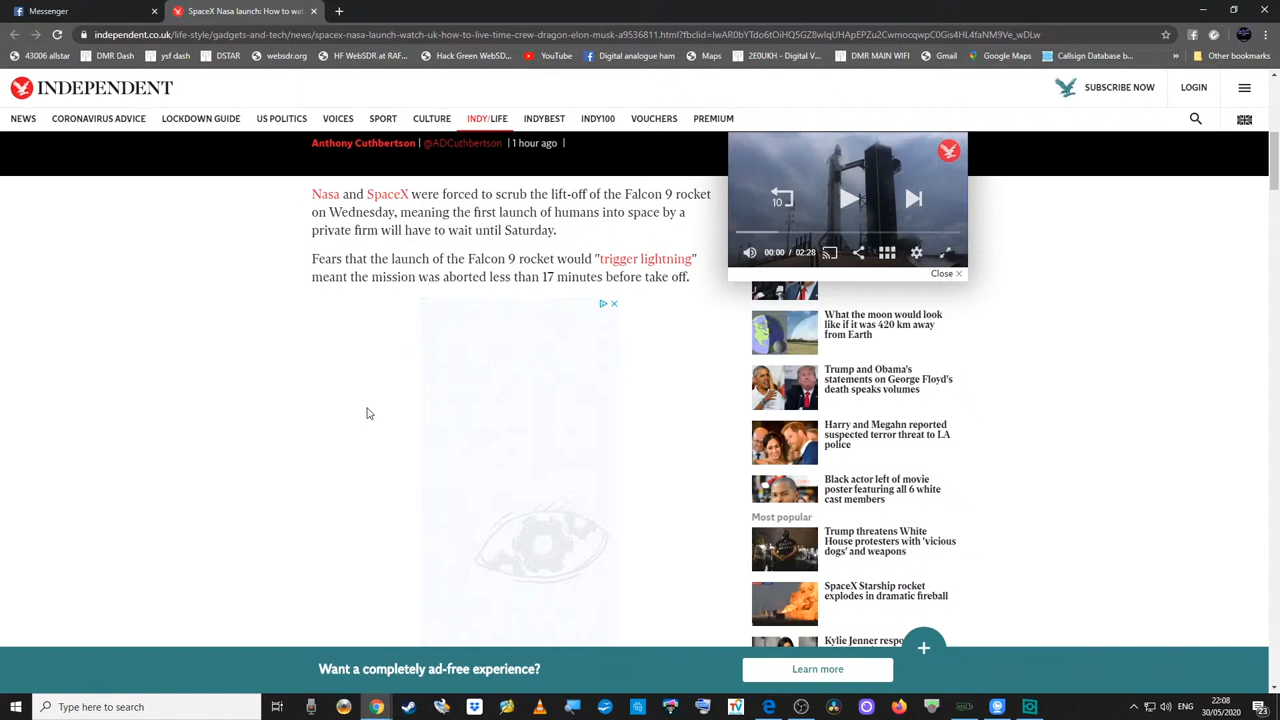 Messenger
SpaceX Nasa launch: How to wat
independent.co.uk/life-style/gadgets-and-tech/news/spacex-nasa-launch-watch-uk-how-to-live-time-crew-dragon-elon-musk-a9536811.html?fbclid=IwAR0bYTdo6tOiHQ5GZ8wlqUHApEPZu2CwmocqwpC0Gis4HL4faNM9Ve_wDLw
43006 allstar
DMR Dash
ysf dash
DSTAR
websdr.org
HF WebSDR at RAF...
Hack Green WebSD...
YouTube
Digital analogue ham
Maps
2E0UKH - Digital V...
DMR MAIN WIFI
Gmail
Google Maps
Callsign Database b...
Other bookmarks
INDEPENDENT
SUBSCRIBE NOW
LOGIN
NEWS
CORONAVIRUS ADVICE
LOCKDOWN GUIDE
US POLITICS
VOICES
SPORT
CULTURE
INDY/LIFE
INDYBEST
INDY100
VOUCHERS
PREMIUM
Anthony Cuthbertson | @ADCuthbertson | 1 hour ago |
Nasa and SpaceX were forced to scrub the lift-off of the Falcon 9 rocket
on Wednesday, meaning the first launch of humans into space by a
private firm will have to wait until Saturday.
Fears that the launch of the Falcon 9 rocket would "trigger lightning"
meant the mission was aborted less than 17 minutes before take off.
10
00:00 / 02:28
Close
What the moon would look
like if it was 420 km away
from Earth
Trump and Obama's
statements on George Floyd's
death speaks volumes
Harry and Megahn reported
suspected terror threat to LA
police
Black actor left of movie
poster featuring all 6 white
cast members
Most popular
Trump threatens White
House protesters with 'vicious
dogs' and weapons
SpaceX Starship rocket
explodes in dramatic fireball
Kylie Jenner
Want a completely ad-free experience?
Learn more
+
Type here to search
22:08
30/05/2020